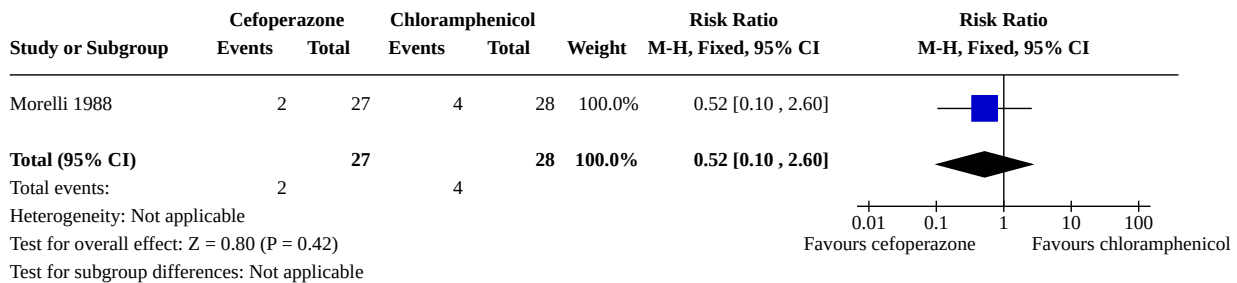 Cefoperazone Chloramphenicol Risk Ratio Risk Ratio
Study or Subgroup Events Total Events Total Weight M-H, Fixed, 95% CI M-H, Fixed, 95% CI
Morelli 1988 2 27 4 28 100.0% 0.52 [0.10 , 2.60]
Total (95% CI) 27 28 100.0% 0.52 [0.10 , 2.60]
Total events: 2 4
Heterogeneity: Not applicable
0.01 0.1 1 10 100
Test for overall effect: Z = 0.80 (P = 0.42) Favours cefoperazone Favours chloramphenicol
Test for subgroup differences: Not applicable